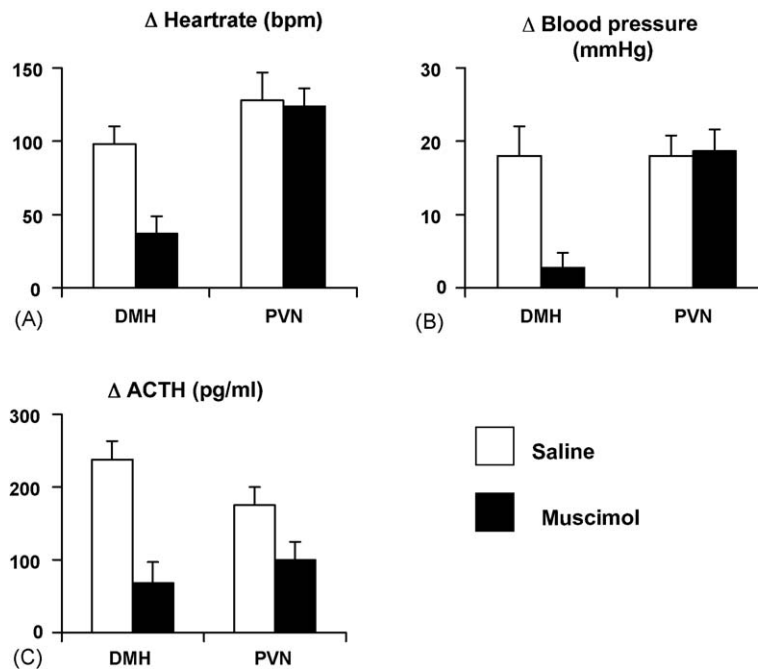 Δ Heartrate (bpm)
150
100
50
0
DMH PVN
(A)
Δ Blood pressure
(mmHg)
30
20
10
0
DMH PVN
(B)
Δ ACTH (pg/ml)
300
200
100
0
DMH PVN
(C)
Saline
Muscimol